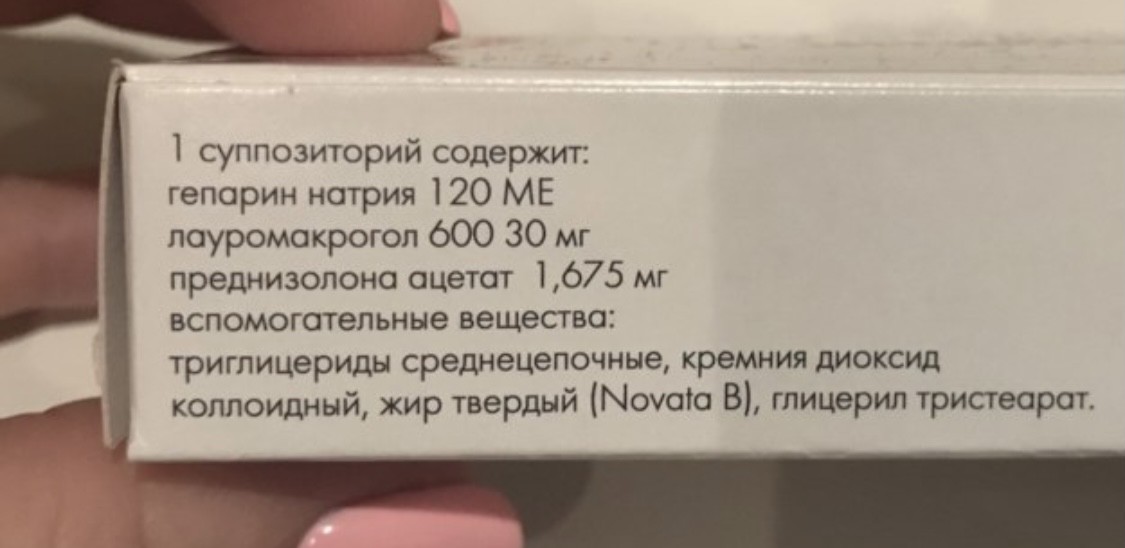 1 суппозиторий содержит:
гепарин натрия 120 МЕ
лауромакрогол 600 30 мг
преднизолона ацетат 1,675 мг
вспомогательные вещества:
триглицериды среднецепочные, кремния диоксид
коллоидный, жир твердый (Novata B), глицерил тристеарат.